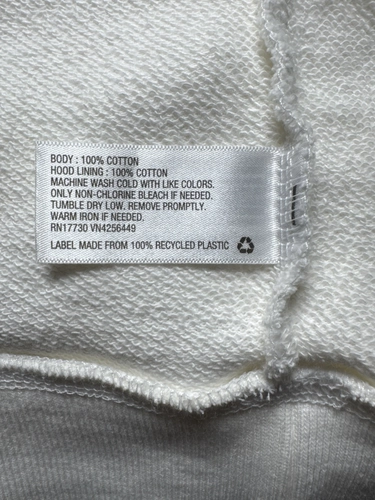 BODY : 100% COTTON
HOOD LINING : 100% COTTON
MACHINE WASH COLD WITH LIKE COLORS.
ONLY NON-CHLORINE BLEACH IF NEEDED.
TUMBLE DRY LOW. REMOVE PROMPTLY.
WARM IRON IF NEEDED.
RN17730 VN4256449
LABEL MADE FROM 100% RECYCLED PLASTIC